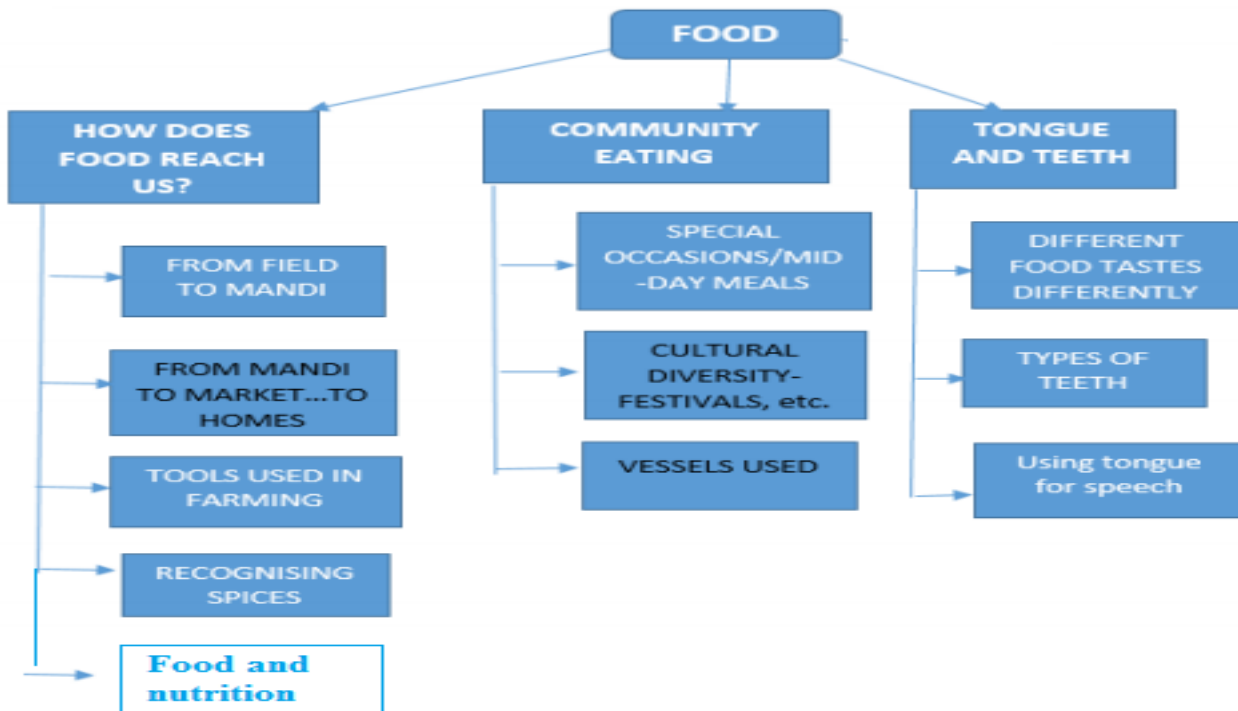 FOOD
HOW DOES
FOOD REACH
US?
FROM FIELD
TO MANDI
FROM MANDI
TO MARKET...TO
HOMES
TOOLS USED IN
FARMING
RECOGNISING
SPICES
Food and
nutrition
COMMUNITY
EATING
SPECIAL
OCCASIONS/MID
-DAY MEALS
CULTURAL
DIVERSITY-
FESTIVALS, etc.
VESSELS USED
TONGUE
AND TEETH
DIFFERENT
FOOD TASTES
DIFFERENTLY
TYPES OF
TEETH
Using tongue
for speech